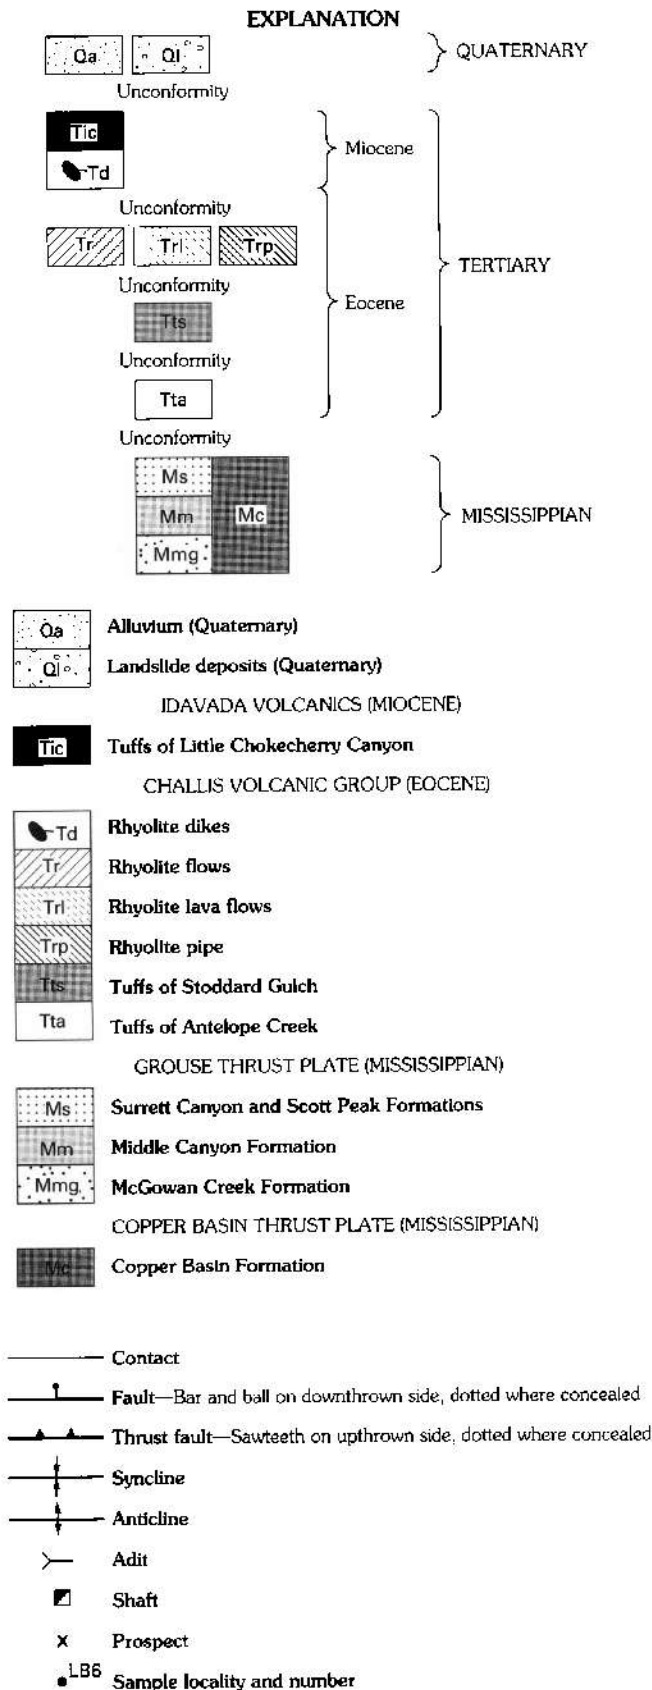 EXPLANATION
Qa Ql QUATERNARY
Unconformity
Tic
Miocene
Td
Unconformity
Tr Trl Trp
TERTIARY
Unconformity
Tts
Eocene
Unconformity
Tta
Unconformity
Ms
Mm Mc MISSISSIPPIAN
Mmg
Qa Alluvium (Quaternary)
Ql Landslide deposits (Quaternary)
IDAVADA VOLCANICS (MIOCENE)
Tic Tuffs of Little Chokecherry Canyon
CHALLIS VOLCANIC GROUP (EOCENE)
Td Rhyolite dikes
Tr Rhyolite flows
Trl Rhyolite lava flows
Trp Rhyolite pipe
Tts Tuffs of Stoddard Gulch
Tta Tuffs of Antelope Creek
GROUSE THRUST PLATE (MISSISSIPPIAN)
Ms Surrett Canyon and Scott Peak Formations
Mm Middle Canyon Formation
Mmg McGowan Creek Formation
COPPER BASIN THRUST PLATE (MISSISSIPPIAN)
Mc Copper Basin Formation
Contact
Fault—Bar and ball on downthrown side, dotted where concealed
Thrust fault—Sawteeth on upthrown side, dotted where concealed
Syncline
Anticline
Adit
Shaft
Prospect
LB6 Sample locality and number